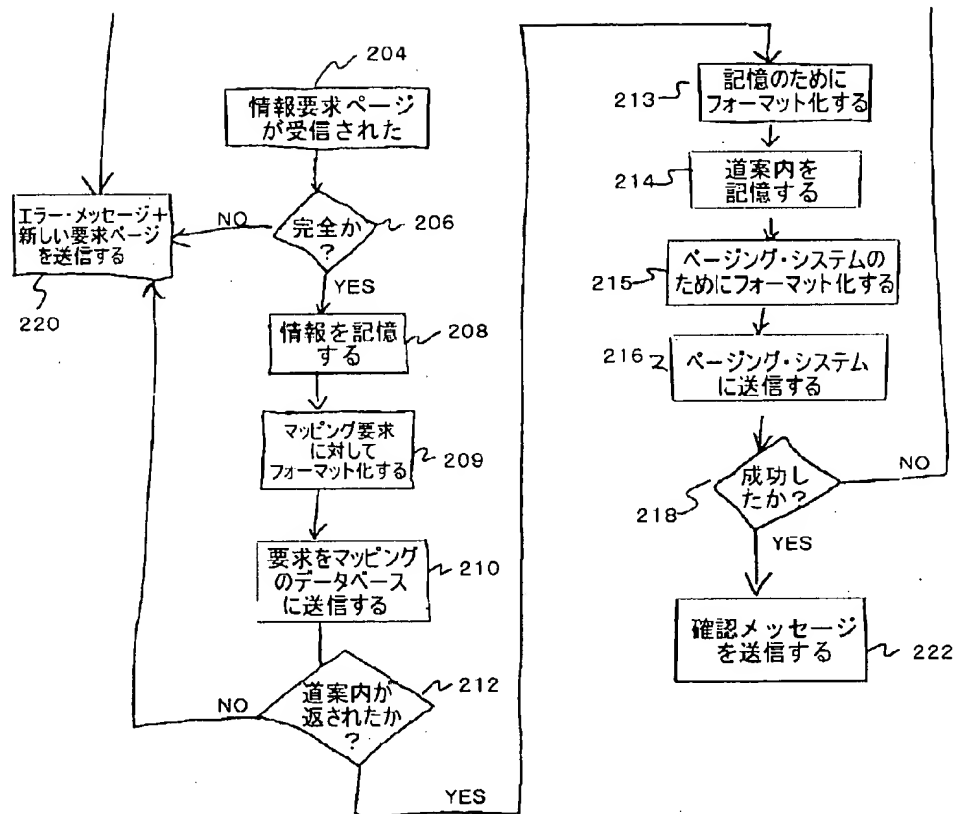 204
情報要求ページ
が受信された
完全か
?
206
NO
YES
エラー・メッセージ+
新しい要求ページ
を送信する
220
情報を記憶
する
208
マッピング要求
に対して
フォーマット化する
209
要求をマッピング
のデータベース
に送信する
210
道案内が
返されたか
?
212
NO
YES
213
記憶のために
フォーマット化する
214
道案内を
記憶する
215
ページング・システムの
ためにフォーマット化する
216
ページング・システム
に送信する
218
成功し
たか?
NO
YES
確認メッセージ
を送信する
222